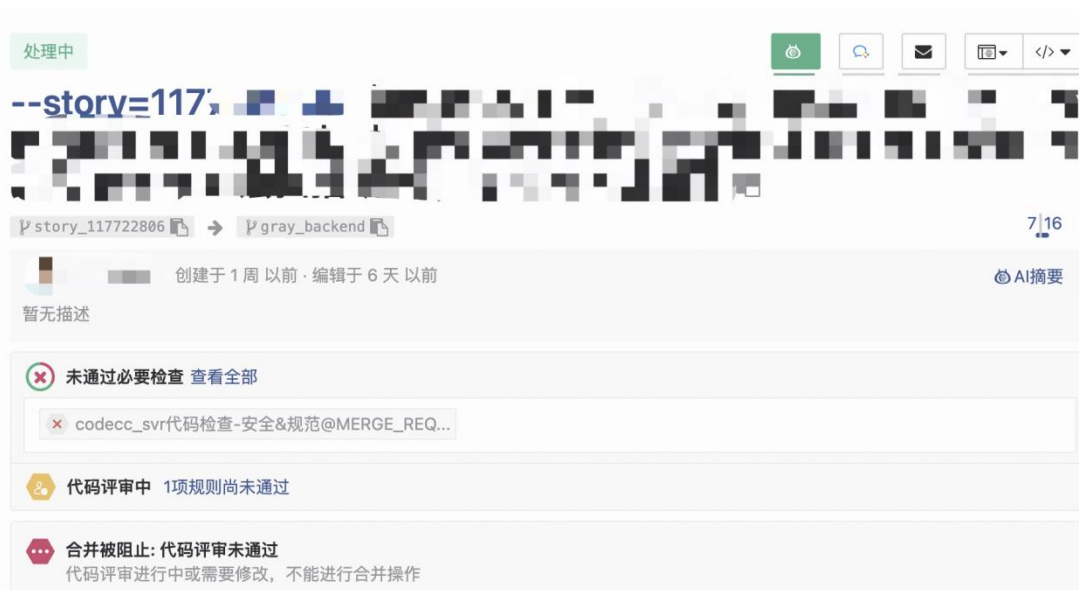 处理中
--story=117
story_117722806 gray_backend
7 16
创建于 1 周 以前 · 编辑于 6 天 以前 AI摘要
暂无描述
未通过必要检查 查看全部
codecc_svr代码检查-安全&规范@MERGE_REQ...
代码评审中 1项规则尚未通过
合并被阻止: 代码评审未通过
代码评审进行中或需要修改，不能进行合并操作